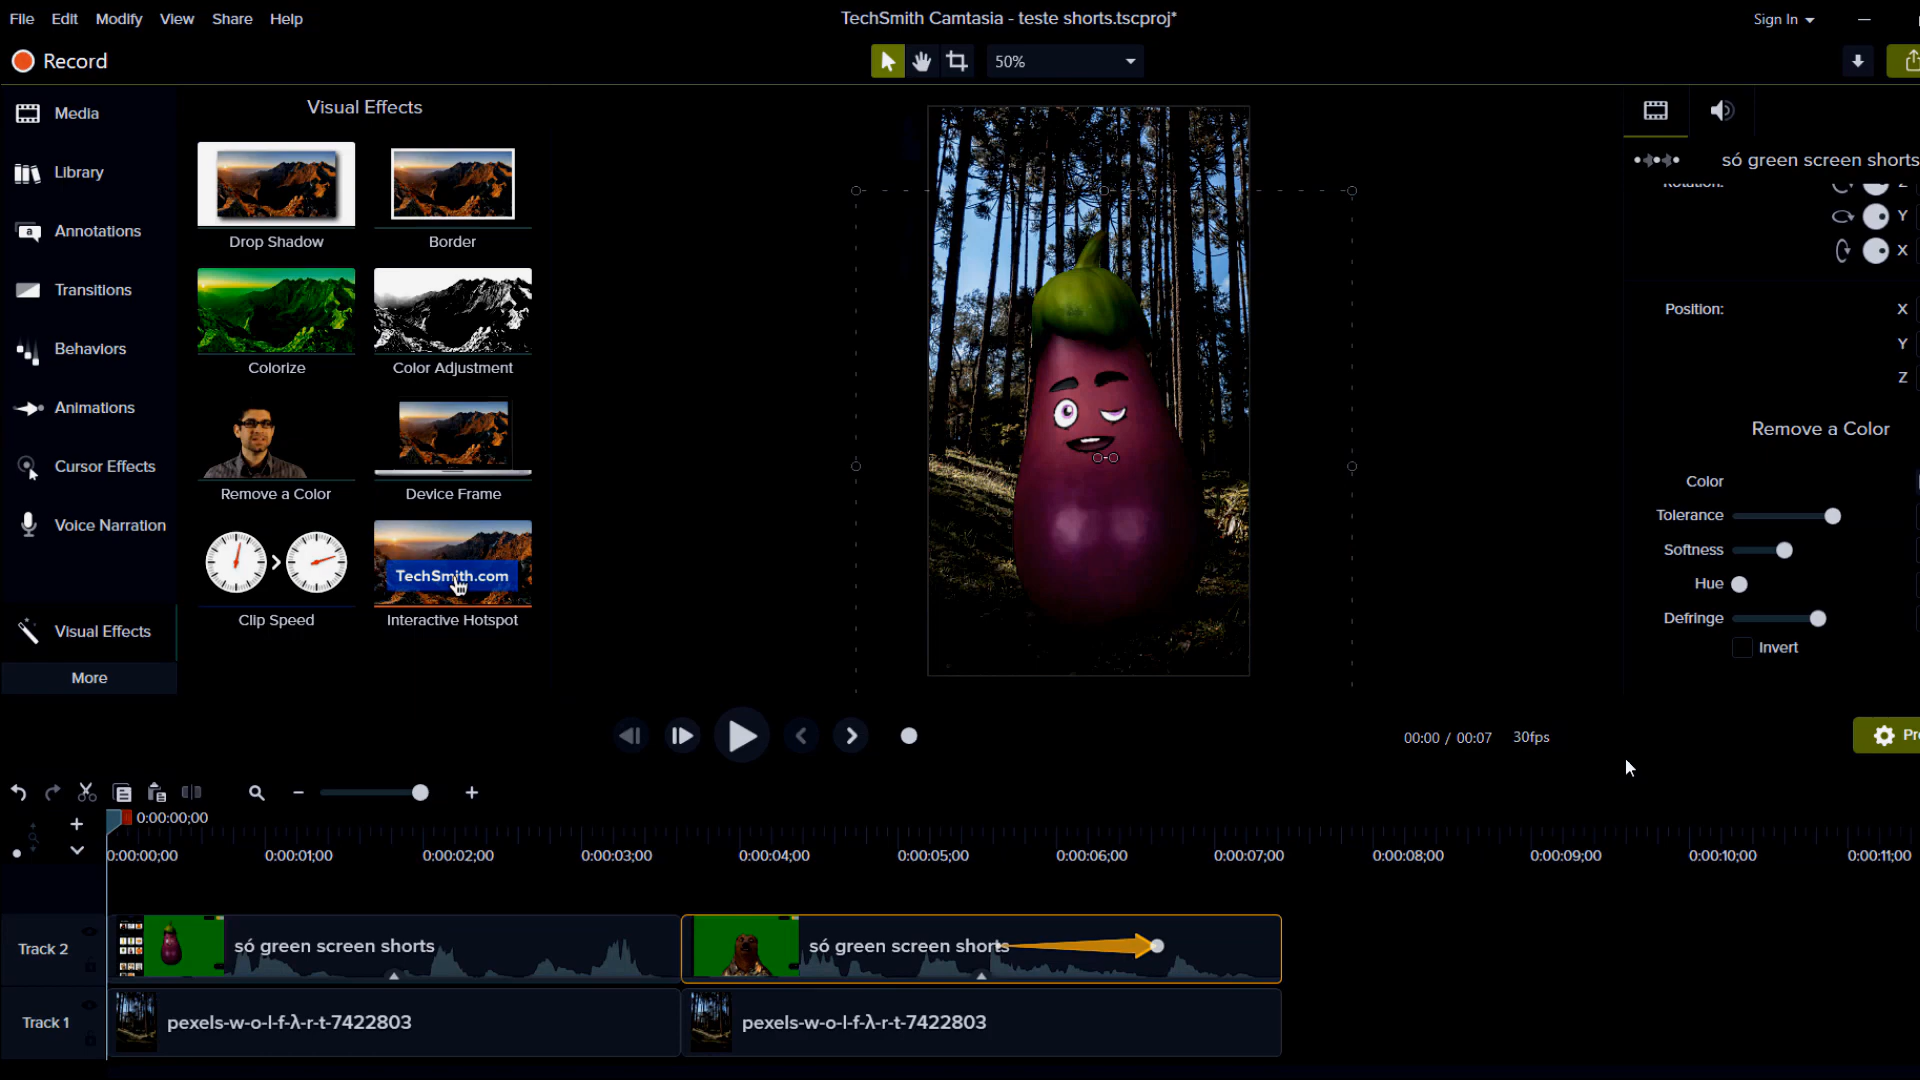 File Edit Modify View Share Help
TechSmith Camtasia - teste shorts.tscproj*
Sign In
Record
50%
Media
Library
Annotations
Transitions
Behaviors
Animations
Cursor Effects
Voice Narration
Visual Effects
More
Visual Effects
Drop Shadow
Border
Colorize
Color Adjustment
Remove a Color
Device Frame
TechSmith.com
Clip Speed
Interactive Hotspot
só green screen shorts
Z
Y
X
Position:
X
Y
Z
Remove a Color
Color
Tolerance
Softness
Hue
Defringe
Invert
00:00 / 00:07 30fps
0:00:00;00
0:00:00;00 0:00:01;00 0:00:02;00 0:00:03;00 0:00:04;00 0:00:05;00 0:00:06;00 0:00:07;00 0:00:08;00 0:00:09;00 0:00:10;00 0:00:11;00
Track 2
a
só green screen shorts
só green screen shorts
Track 1
pexels-w-o-l-f-λ-r-t-7422803
pexels-w-o-l-f-λ-r-t-7422803